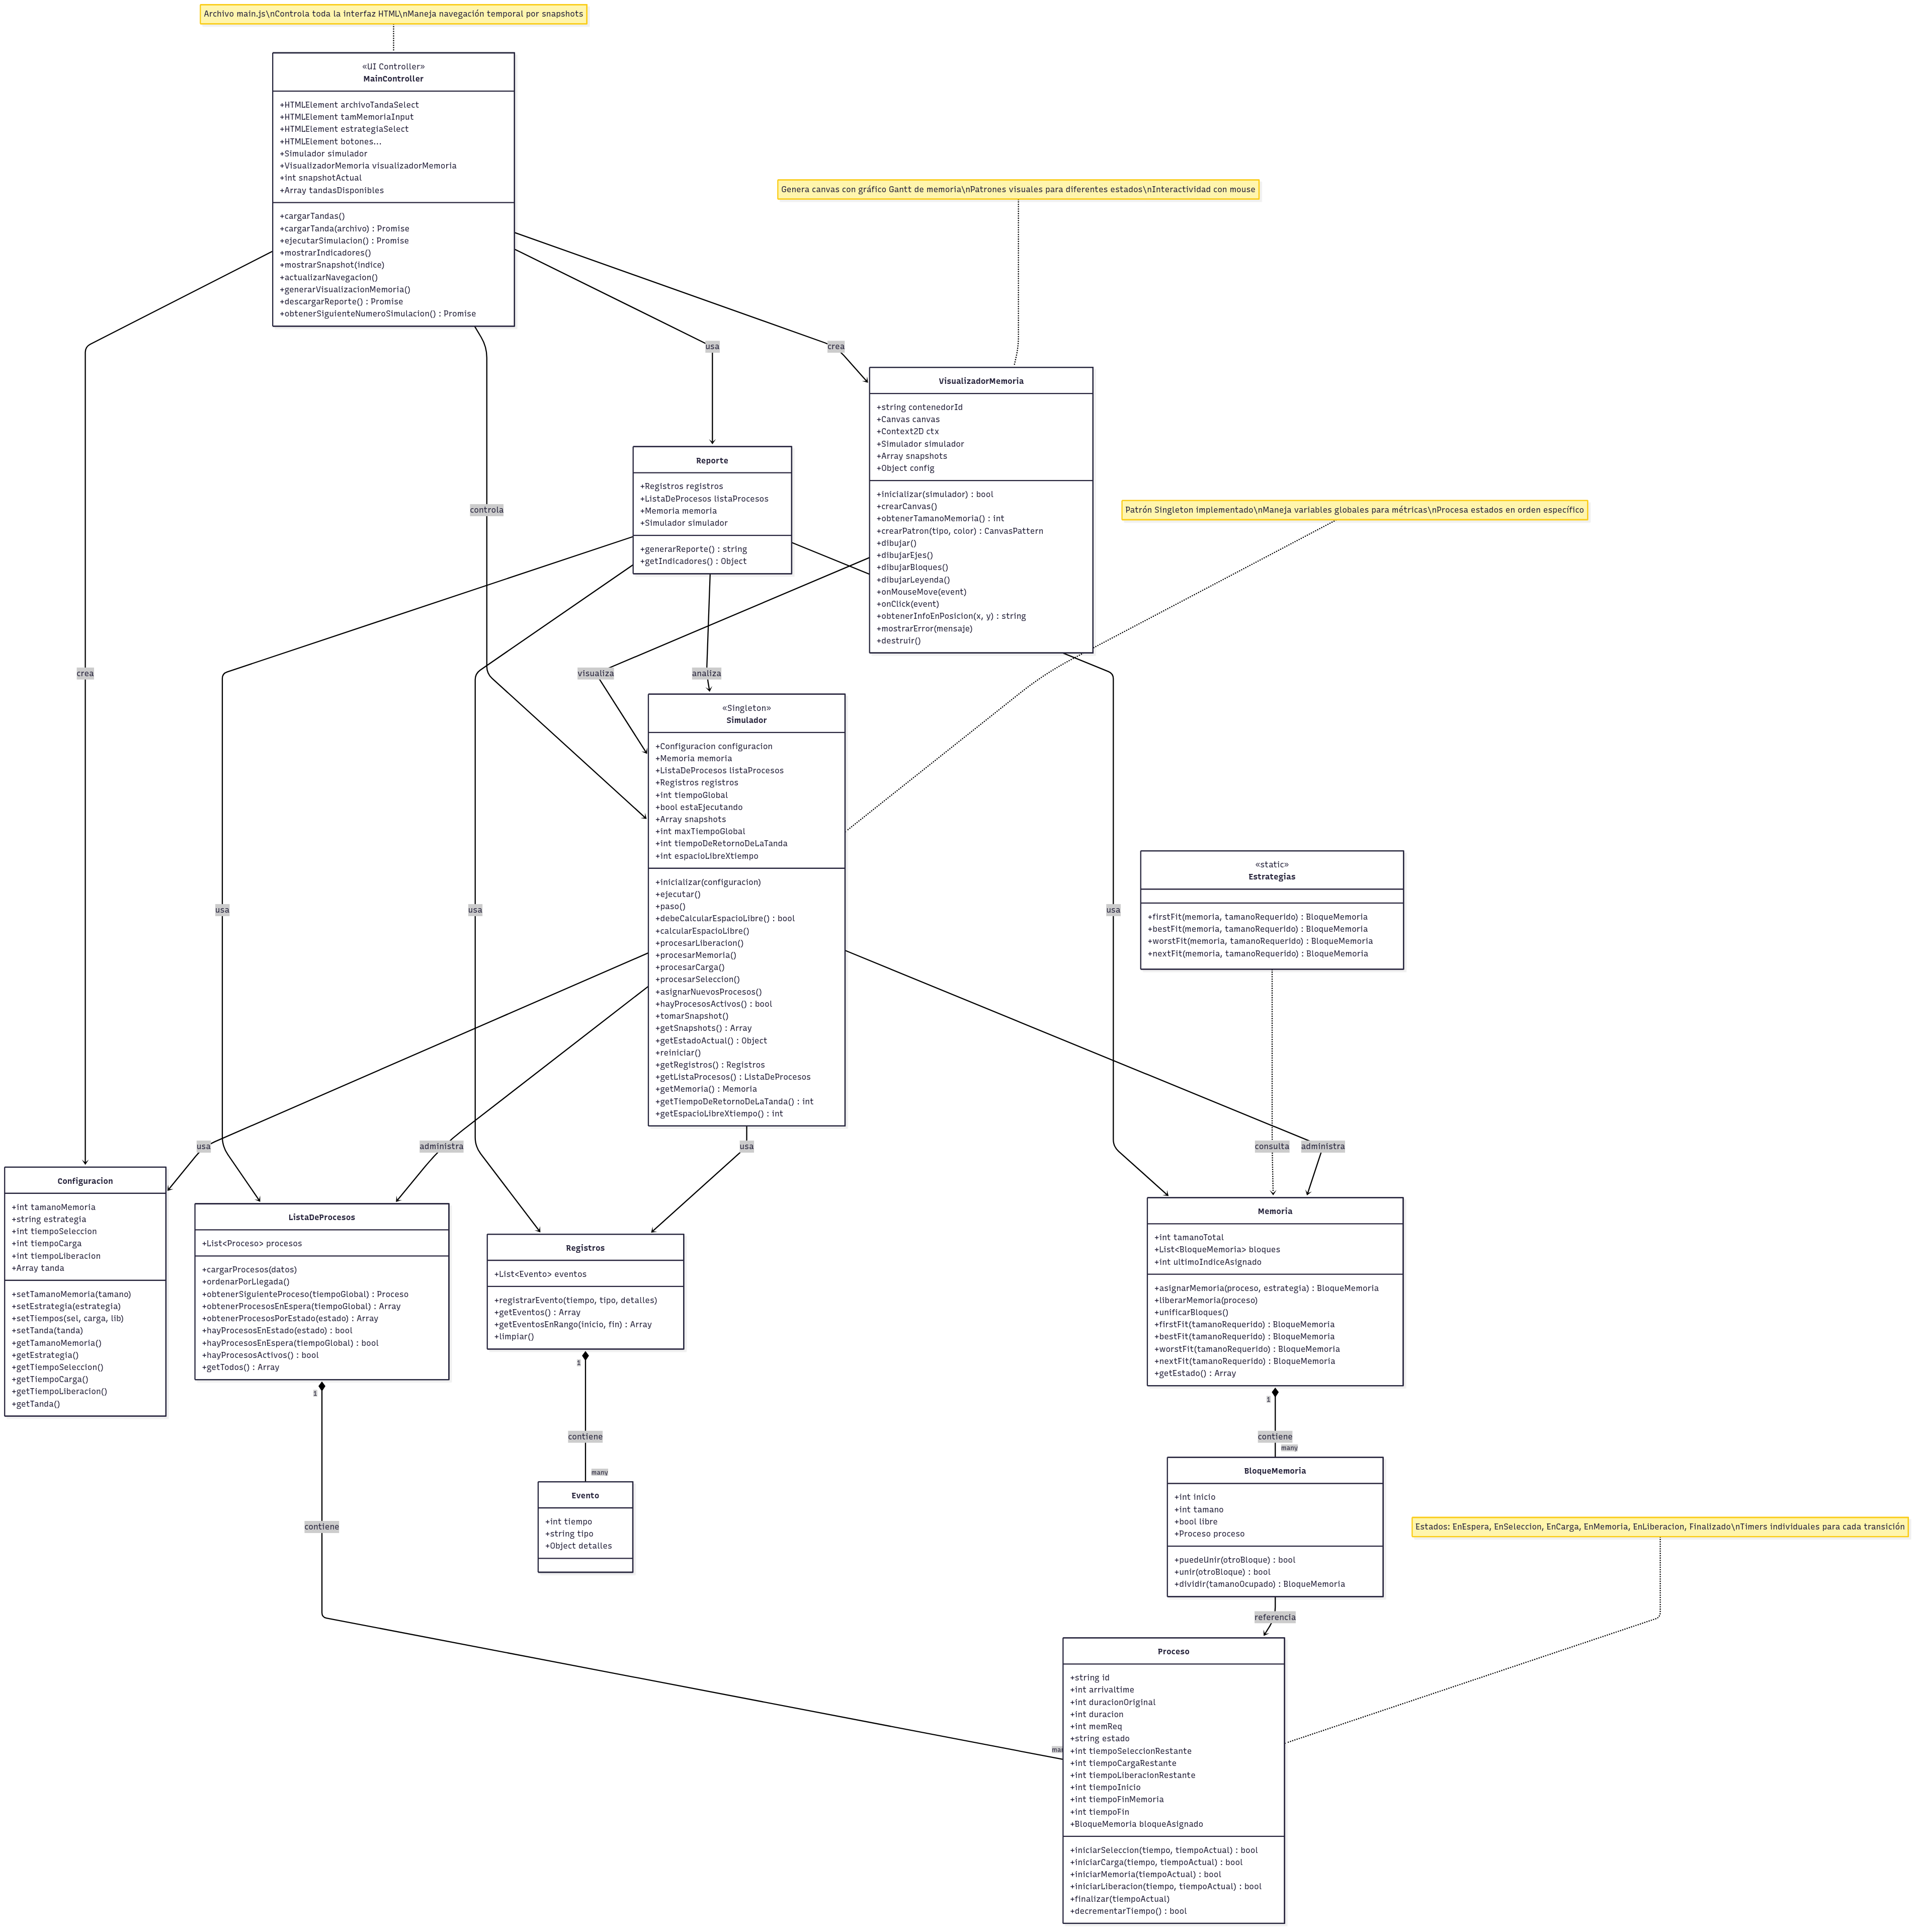 Archivo main.js\nControla toda la interfaz HTML\nManeja navegación temporal por snapshots
«UI Controller»
MainController
+HTMLElement archivoTandaSelect
+HTMLElement tamMemoriaInput
+HTMLElement estrategiaSelect
+HTMLElement botones...
+Simulador simulador
+VisualizadorMemoria visualizadorMemoria
+int snapshotActual
+Array tandasDisponibles
+cargarTandas()
+cargarTanda(archivo) : Promise
+ejecutarSimulacion() : Promise
+mostrarIndicadores()
+mostrarSnapshot(indice)
+actualizarNavegacion()
+generarVisualizacionMemoria()
+descargarReporte() : Promise
+obtenerSiguienteNumeroSimulacion() : Promise
Genera canvas con gráfico Gantt de memoria\nPatrones visuales para diferentes estados\nInteractividad con mouse
usa
crea
VisualizadorMemoria
+string contenedorId
+Canvas canvas
+Context2D ctx
+Simulador simulador
+Array snapshots
+Object config
+inicializar(simulador) : bool
+crearCanvas()
+obtenerTamanoMemoria() : int
+crearPatron(tipo, color) : CanvasPattern
+dibujar()
+dibujarEjes()
+dibujarBloques()
+dibujarLeyenda()
+onMouseMove(event)
+onClick(event)
+obtenerInfoEnPosicion(x, y) : string
+mostrarError(mensaje)
+destruir()
Reporte
+Registros registros
+ListaDeProcesos listaProcesos
+Memoria memoria
+Simulador simulador
+generarReporte() : string
+getIndicadores() : Object
controla
Patrón Singleton implementado\nManeja variables globales para métricas\nProcesa estados en orden específico
crea
visualiza
analiza
«Singleton»
Simulador
+Configuracion configuracion
+Memoria memoria
+ListaDeProcesos listaProcesos
+Registros registros
+int tiempoGlobal
+bool estaEjecutando
+Array snapshots
+int maxTiempoGlobal
+int tiempoDeRetornoDeLaTanda
+int espacioLibreXtiempo
+inicializar(configuracion)
+ejecutar()
+paso()
+debeCalcularEspacioLibre() : bool
+calcularEspacioLibre()
+procesarLiberacion()
+procesarMemoria()
+procesarCarga()
+procesarSeleccion()
+asignarNuevosProcesos()
+hayProcesosActivos() : bool
+tomarSnapshot()
+getSnapshots() : Array
+getEstadoActual() : Object
+reiniciar()
+getRegistros() : Registros
+getListaProcesos() : ListaDeProcesos
+getMemoria() : Memoria
+getTiempoDeRetornoDeLaTanda() : int
+getEspacioLibreXtiempo() : int
«static»
Estrategias
+firstFit(memoria, tamanoRequerido) : BloqueMemoria
+bestFit(memoria, tamanoRequerido) : BloqueMemoria
+worstFit(memoria, tamanoRequerido) : BloqueMemoria
+nextFit(memoria, tamanoRequerido) : BloqueMemoria
usa
usa
usa
usa
administra
usa
consulta
administra
Configuracion
+int tamanoMemoria
+string estrategia
+int tiempoSeleccion
+int tiempoCarga
+int tiempoLiberacion
+Array tanda
+setTamanoMemoria(tamano)
+setEstrategia(estrategia)
+setTiempos(sel, carga, lib)
+setTanda(tanda)
+getTamanoMemoria()
+getEstrategia()
+getTiempoSeleccion()
+getTiempoCarga()
+getTiempoLiberacion()
+getTanda()
ListaDeProcesos
+List<Proceso> procesos
+cargarProcesos(datos)
+ordenarPorLlegada()
+obtenerSiguienteProceso(tiempoGlobal) : Proceso
+obtenerProcesosEnEspera(tiempoGlobal) : Array
+obtenerProcesosPorEstado(estado) : Array
+hayProcesosEnEstado(estado) : bool
+hayProcesosEnEspera(tiempoGlobal) : bool
+hayProcesosActivos() : bool
+getTodos() : Array
Registros
+List<Evento> eventos
+registrarEvento(tiempo, tipo, detalles)
+getEventos() : Array
+getEventosEnRango(inicio, fin) : Array
+limpiar()
Memoria
+int tamanoTotal
+List<BloqueMemoria> bloques
+int ultimoIndiceAsignado
+asignarMemoria(proceso, estrategia) : BloqueMemoria
+liberarMemoria(proceso)
+unificarBloques()
+firstFit(tamanoRequerido) : BloqueMemoria
+bestFit(tamanoRequerido) : BloqueMemoria
+worstFit(tamanoRequerido) : BloqueMemoria
+nextFit(tamanoRequerido) : BloqueMemoria
+getEstado() : Array
1
1
1
contiene
many
contiene
many
Evento
+int tiempo
+string tipo
+Object detalles
BloqueMemoria
+int inicio
+int tamano
+bool libre
+Proceso proceso
+puedeUnir(otroBloque) : bool
+unir(otroBloque) : bool
+dividir(tamanoOcupado) : BloqueMemoria
contiene
Estados: EnEspera, EnSeleccion, EnCarga, EnMemoria, EnLiberacion, Finalizado\nTimers individuales para cada transición
referencia
Proceso
+string id
+int arrivaltime
+int duracionOriginal
+int duracion
+int memReq
+string estado
+int tiempoSeleccionRestante
+int tiempoCargaRestante
+int tiempoLiberacionRestante
+int tiempoInicio
+int tiempoFinMemoria
+int tiempoFin
+BloqueMemoria bloqueAsignado
+iniciarSeleccion(tiempo, tiempoActual) : bool
+iniciarCarga(tiempo, tiempoActual) : bool
+iniciarMemoria(tiempoActual) : bool
+iniciarLiberacion(tiempo, tiempoActual) : bool
+finalizar(tiempoActual)
+decrementarTiempo() : bool